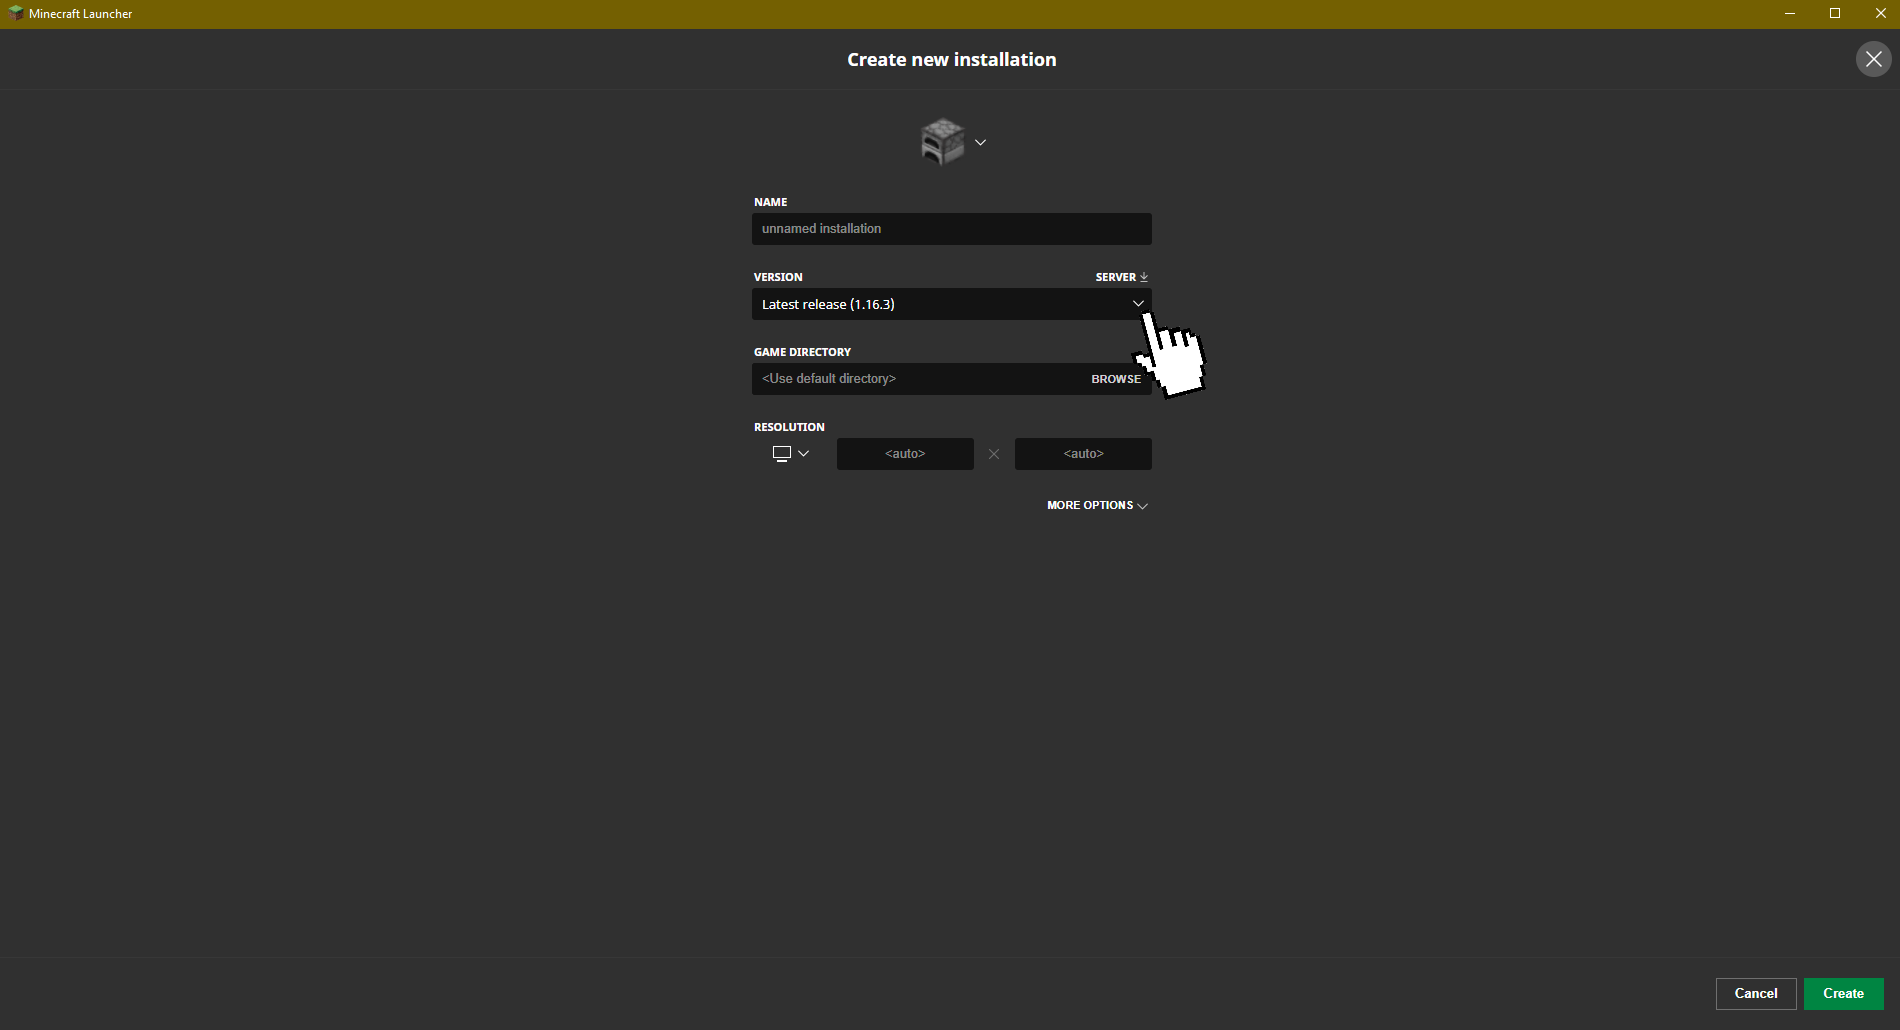 Minecraft Launcher
Create new installation
NAME
unnamed installation
VERSION SERVER
Latest release (1.16.3)
GAME DIRECTORY
<Use default directory> BROWSE
RESOLUTION
<auto> <auto>
MORE OPTIONS
Cancel Create